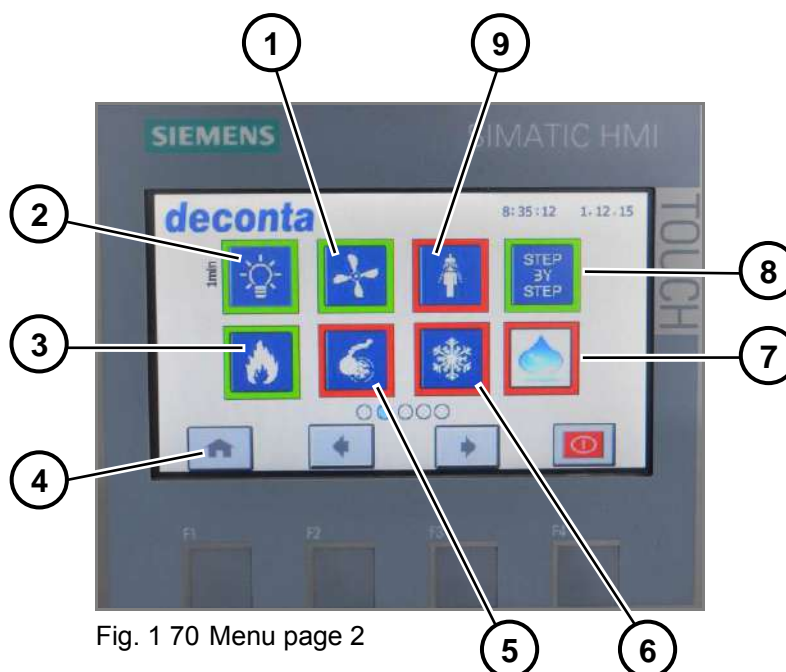 1
9
SIEMENS
SIMATIC HMI
2
deconta
8:35:12
1.12.15
TOUCH
1min
STEP
BY
STEP
8
3
7
4
F1
F2
F3
F4
Fig. 1 70 Menu page 2
5
6